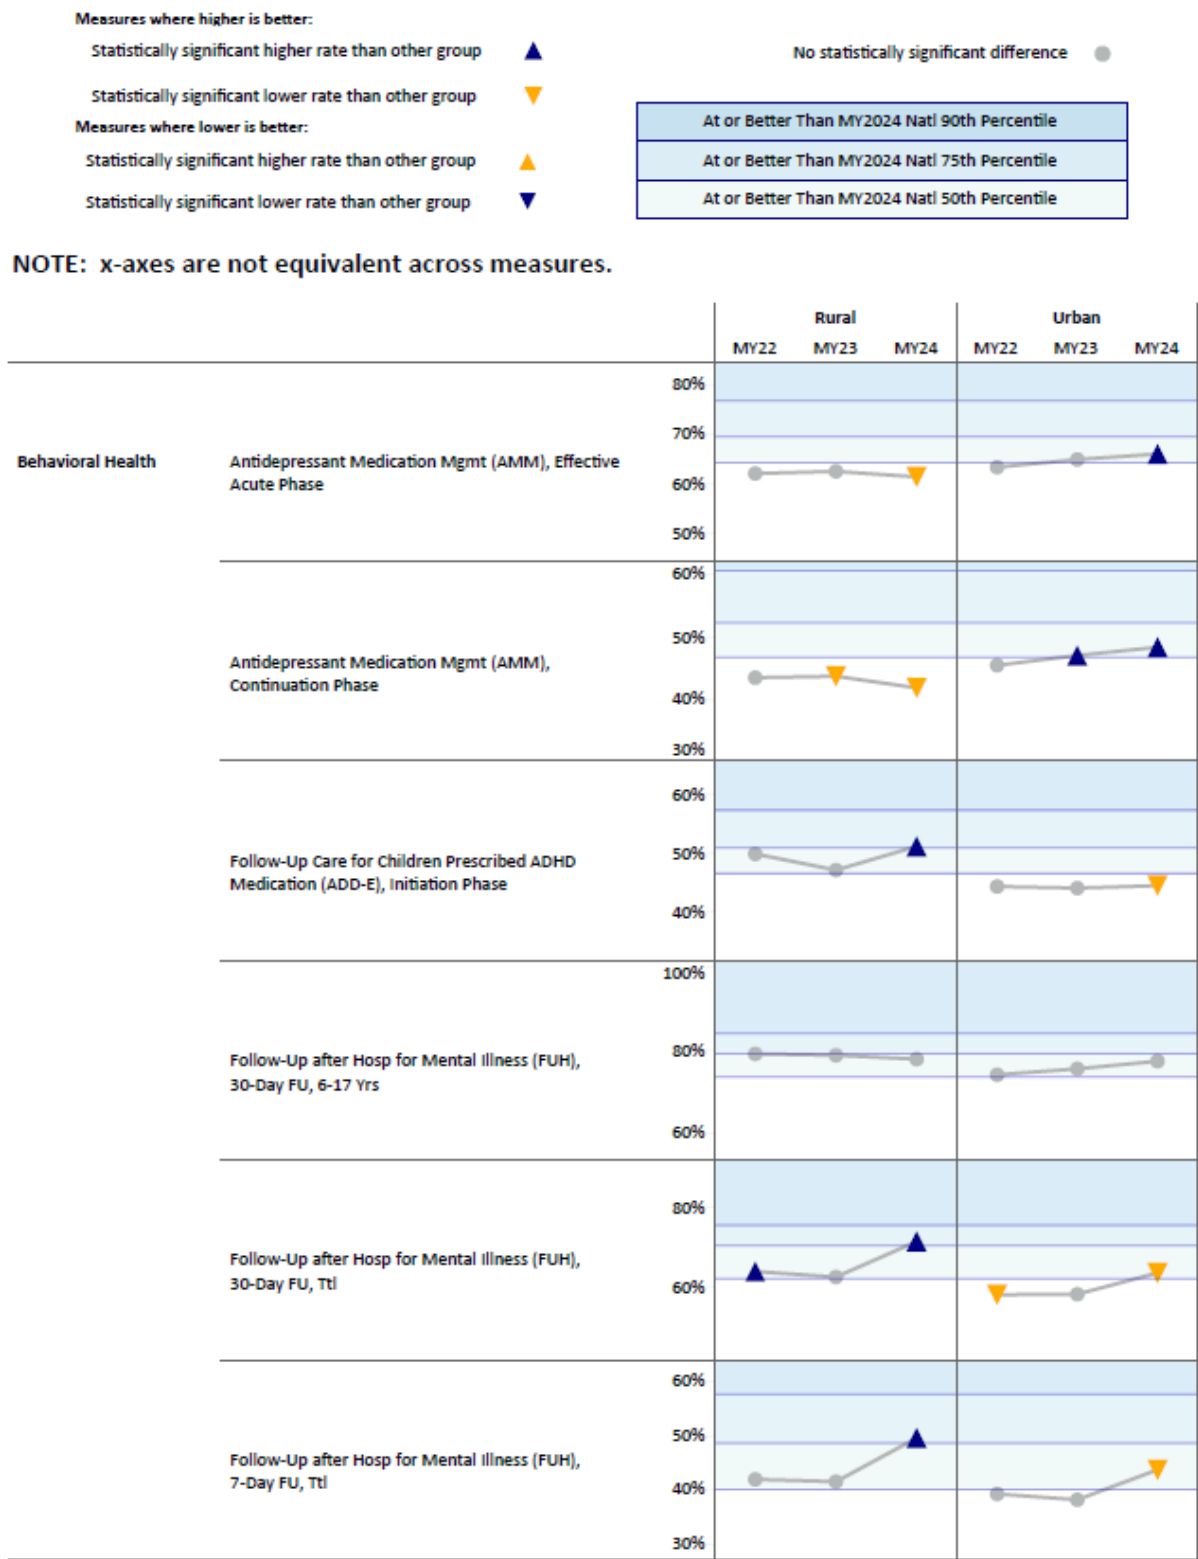 Measures where higher is better:
Statistically significant higher rate than other group
No statistically significant difference
Statistically significant lower rate than other group
Measures where lower is better:
Statistically significant higher rate than other group
Statistically significant lower rate than other group
At or Better Than MY2024 Natl 90th Percentile
At or Better Than MY2024 Natl 75th Percentile
At or Better Than MY2024 Natl 50th Percentile
NOTE: x-axes are not equivalent across measures.
Rural Urban
MY22 MY23 MY24 MY22 MY23 MY24
Behavioral Health
Antidepressant Medication Mgmt (AMM), Effective
Acute Phase
80%
70%
60%
50%
Antidepressant Medication Mgmt (AMM),
Continuation Phase
60%
50%
40%
30%
Follow-Up Care for Children Prescribed ADHD
Medication (ADD-E), Initiation Phase
60%
50%
40%
Follow-Up after Hosp for Mental Illness (FUH),
30-Day FU, 6-17 Yrs
100%
80%
60%
Follow-Up after Hosp for Mental Illness (FUH),
30-Day FU, Ttl
80%
60%
Follow-Up after Hosp for Mental Illness (FUH),
7-Day FU, Ttl
60%
50%
40%
30%